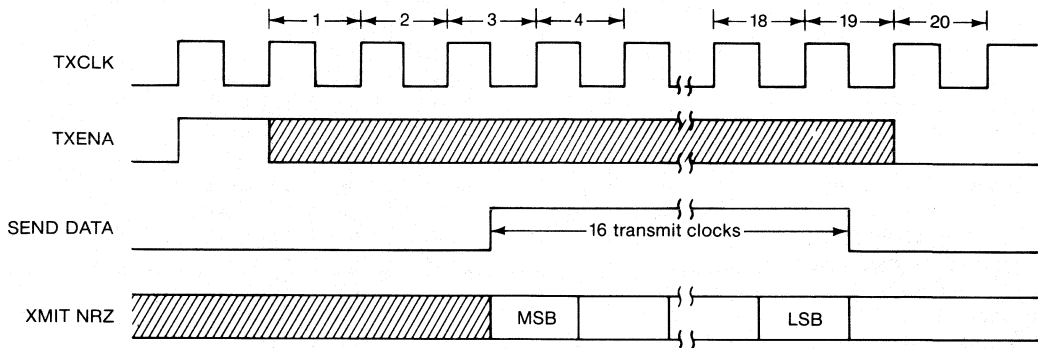 1 2 3 4 18 19 20
TXCLK
TXENA
SEND DATA
16 transmit clocks
XMIT NRZ
MSB
LSB